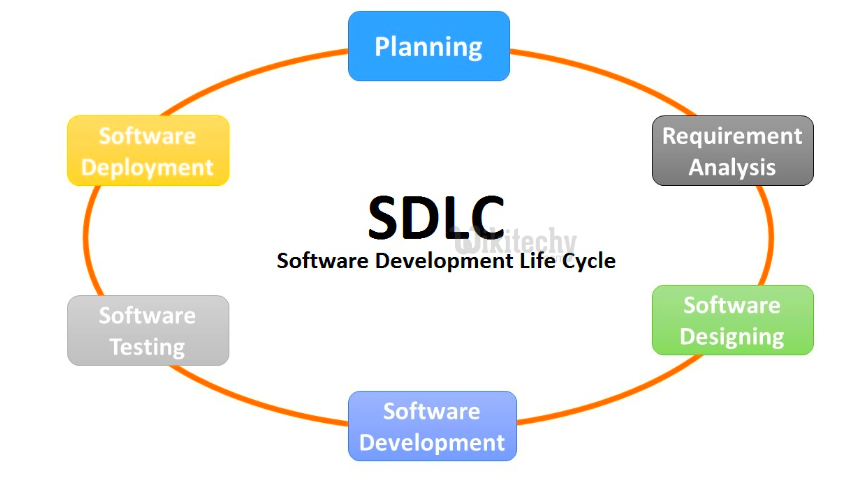 Planning
Requirement
Analysis
Software
Designing
Software
Development
Software
Testing
Software
Deployment
SDLC
Wikitechy
Software Development Life Cycle